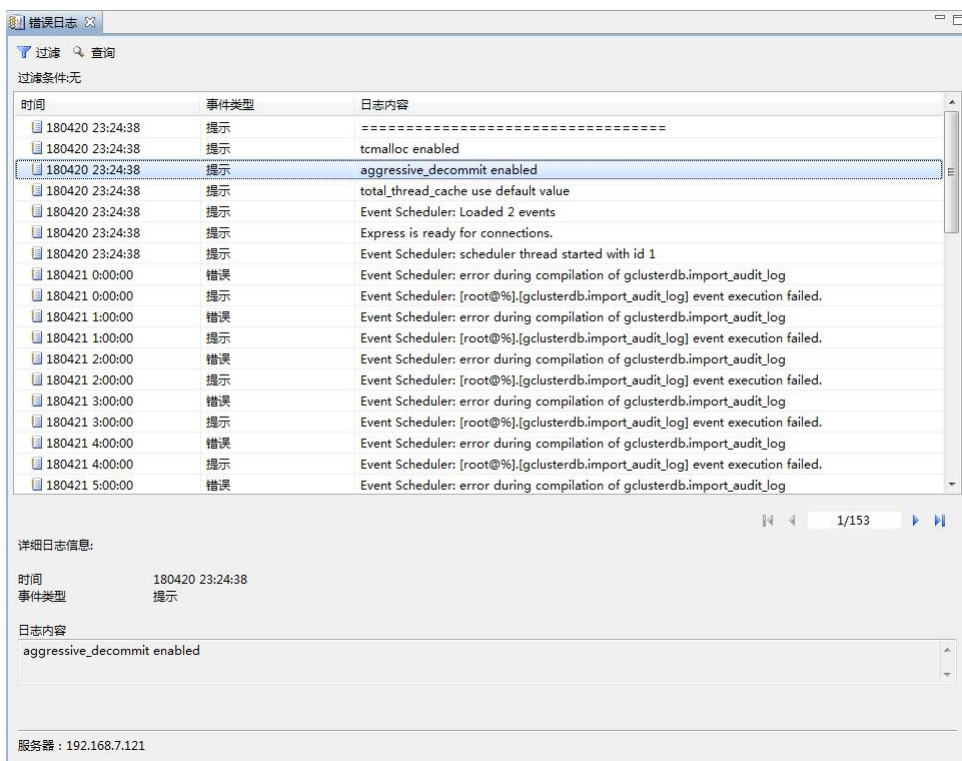 错误日志
过滤 查询
过滤条件:无
时间 事件类型 日志内容
180420 23:24:38 提示 ==================================
180420 23:24:38 提示 tcmalloc enabled
180420 23:24:38 提示 aggressive_decommit enabled
180420 23:24:38 提示 total_thread_cache use default value
180420 23:24:38 提示 Event Scheduler: Loaded 2 events
180420 23:24:38 提示 Express is ready for connections.
180420 23:24:38 提示 Event Scheduler: scheduler thread started with id 1
180421 0:00:00 错误 Event Scheduler: error during compilation of gclusterdb.import_audit_log
180421 0:00:00 提示 Event Scheduler: [root@%].[gclusterdb.import_audit_log] event execution failed.
180421 1:00:00 错误 Event Scheduler: error during compilation of gclusterdb.import_audit_log
180421 1:00:00 提示 Event Scheduler: [root@%].[gclusterdb.import_audit_log] event execution failed.
180421 2:00:00 错误 Event Scheduler: error during compilation of gclusterdb.import_audit_log
180421 2:00:00 提示 Event Scheduler: [root@%].[gclusterdb.import_audit_log] event execution failed.
180421 3:00:00 错误 Event Scheduler: error during compilation of gclusterdb.import_audit_log
180421 3:00:00 提示 Event Scheduler: [root@%].[gclusterdb.import_audit_log] event execution failed.
180421 4:00:00 错误 Event Scheduler: error during compilation of gclusterdb.import_audit_log
180421 4:00:00 提示 Event Scheduler: [root@%].[gclusterdb.import_audit_log] event execution failed.
180421 5:00:00 错误 Event Scheduler: error during compilation of gclusterdb.import_audit_log
1/153
详细日志信息:
时间 180420 23:24:38
事件类型 提示
日志内容
aggressive_decommit enabled
服务器：192.168.7.121